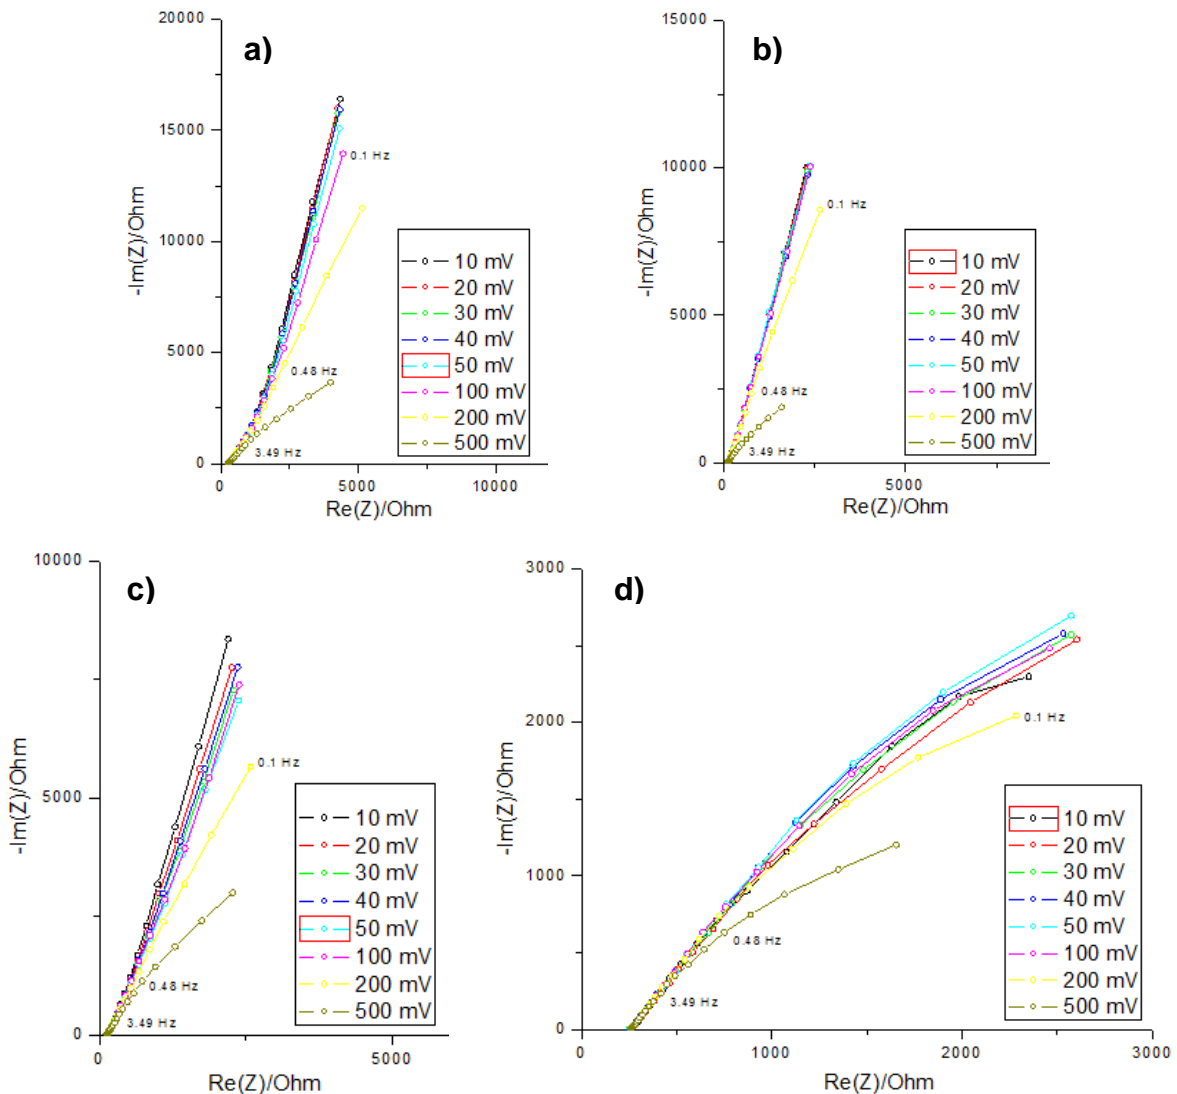 a)
20000
15000
10000
5000
0
0
5000
10000
-Im(Z)/Ohm
Re(Z)/Ohm
0.1 Hz
0.48 Hz
3.49 Hz
10 mV
20 mV
30 mV
40 mV
50 mV
100 mV
200 mV
500 mV
b)
15000
10000
5000
0
0
5000
-Im(Z)/Ohm
Re(Z)/Ohm
0.1 Hz
0.48 Hz
3.49 Hz
10 mV
20 mV
30 mV
40 mV
50 mV
100 mV
200 mV
500 mV
c)
10000
5000
0
0
5000
-Im(Z)/Ohm
Re(Z)/Ohm
0.1 Hz
0.48 Hz
3.49 Hz
10 mV
20 mV
30 mV
40 mV
50 mV
100 mV
200 mV
500 mV
d)
3000
2000
1000
0
0
1000
2000
3000
-Im(Z)/Ohm
Re(Z)/Ohm
0.1 Hz
0.48 Hz
3.49 Hz
10 mV
20 mV
30 mV
40 mV
50 mV
100 mV
200 mV
500 mV